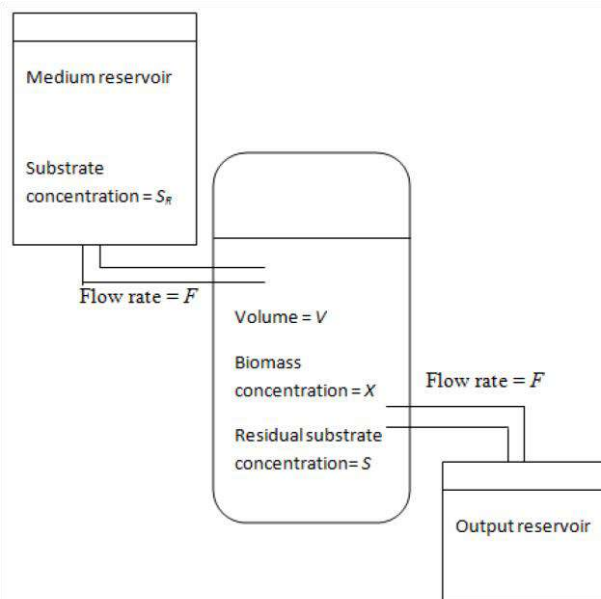 Medium reservoir
Substrate
concentration = S_R
Flow rate = F
Volume = V
Biomass
concentration = X
Residual substrate
concentration= S
Flow rate = F
Output reservoir